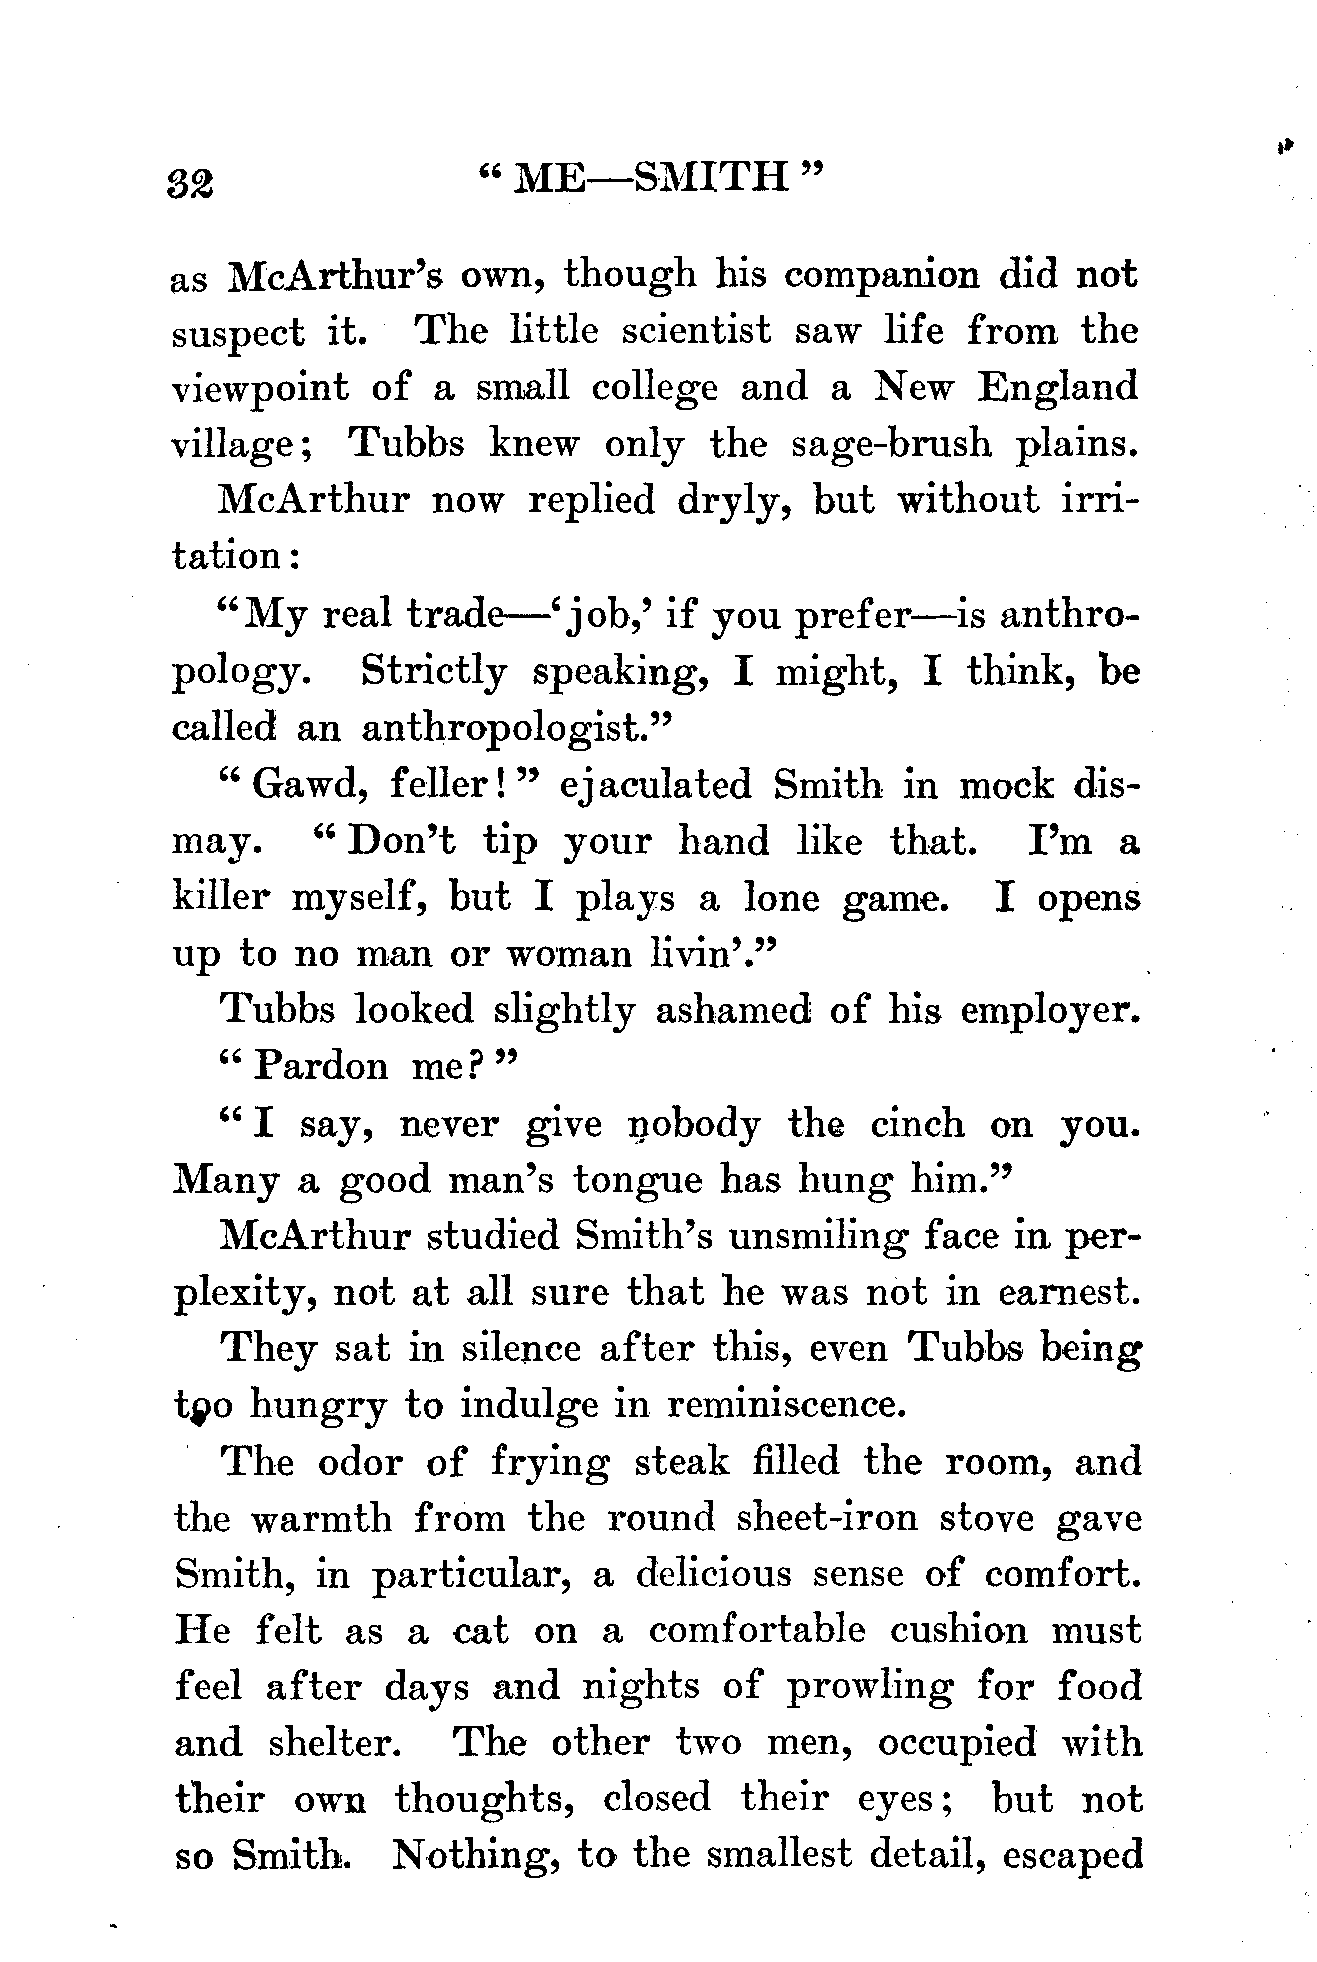 32 “ ME—SMITH ”
as McArthur’s own, though his companion did not
suspect it. The little scientist saw life from the
viewpoint of a small college and a New England
village; Tubbs knew only the sage-brush plains.
McArthur now replied dryly, but without irri-
tation:
“My real trade—‘job,’ if you prefer—is anthro-
pology. Strictly speaking, I might, I think, be
called an anthropologist.”
“ Gawd, feller! ” ejaculated Smith in mock dis-
may. “ Don’t tip your hand like that. I’m a
killer myself, but I plays a lone game. I opens
up to no man or woman livin’.”
Tubbs looked slightly ashamed of his employer.
“ Pardon me? ”
“ I say, never give nobody the cinch on you.
Many a good man’s tongue has hung him.”
McArthur studied Smith’s unsmiling face in per-
plexity, not at all sure that he was not in earnest.
They sat in silence after this, even Tubbs being
too hungry to indulge in reminiscence.
The odor of frying steak filled the room, and
the warmth from the round sheet-iron stove gave
Smith, in particular, a delicious sense of comfort.
He felt as a cat on a comfortable cushion must
feel after days and nights of prowling for food
and shelter. The other two men, occupied with
their own thoughts, closed their eyes; but not
so Smith. Nothing, to the smallest detail, escaped